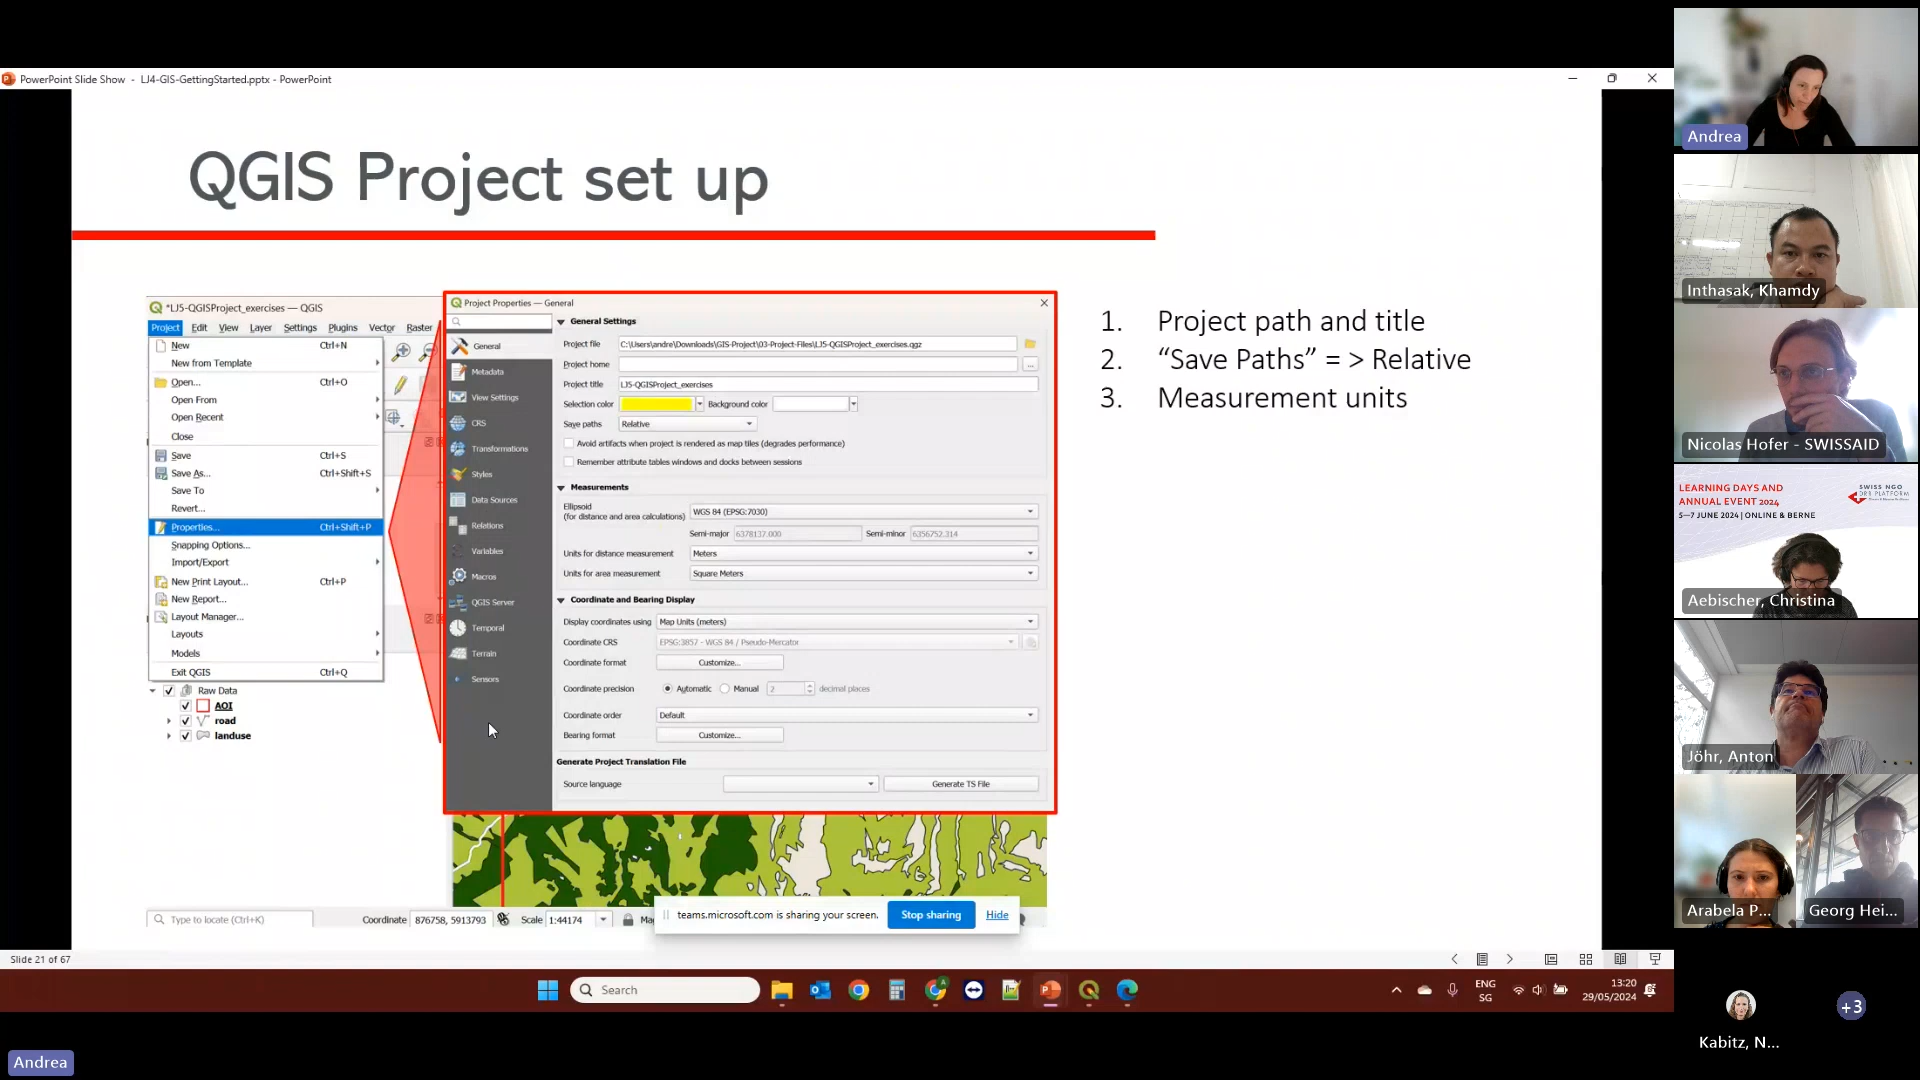 PowerPoint Slide Show - LJ4-GIS-GettingStarted.pptx - PowerPoint
QGIS Project set up
*LJ5-QGISProject_exercises — QGIS
Project Edit View Layer Settings Plugins Vector Raster
New Ctrl+N
New from Template
Open... Ctrl+O
Open From
Open Recent
Close
Save Ctrl+S
Save As... Ctrl+Shift+S
Save To
Revert...
Properties... Ctrl+Shift+P
Snapping Options...
Import/Export
New Print Layout... Ctrl+P
New Report...
Layout Manager...
Layouts
Models
Exit QGIS Ctrl+Q
Raw Data
AOI
road
landuse
Project Properties — General
General
Metadata
View Settings
CRS
Transformations
Styles
Data Sources
Relations
Variables
Macros
QGIS Server
Temporal
Terrain
Sensors
General Settings
Project file C:\Users\andre\Downloads\GIS-Project\03-Project-Files\LJ5-QGISProject_exercises.qgz
Project home
Project title LJ5-QGISProject_exercises
Selection color Background color
Save paths Relative
Avoid artifacts when project is rendered as map tiles (degrades performance)
Remember attribute tables windows and docks between sessions
Measurements
Ellipsoid
(for distance and area calculations) WGS 84 (EPSG:7030)
Semi-major 6378137.000 Semi-minor 6356752.314
Units for distance measurement Meters
Units for area measurement Square Meters
Coordinate and Bearing Display
Display coordinates using Map Units (meters)
Coordinate CRS EPSG:3857 - WGS 84 / Pseudo-Mercator
Coordinate format Customize...
Coordinate precision Automatic Manual 2 decimal places
Coordinate order Default
Bearing format Customize...
Generate Project Translation File
Source language Generate TS File
1. Project path and title
2. “Save Paths” = > Relative
3. Measurement units
Type to locate (Ctrl+K) Coordinate 876758, 5913793 Scale 1:44174
teams.microsoft.com is sharing your screen. Stop sharing Hide
Slide 21 of 67
Search
ENG
SG
13:20
29/05/2024
Andrea
Andrea
Inthasak, Khamdy
Nicolas Hofer - SWISSAID
LEARNING DAYS AND
ANNUAL EVENT 2024
5—7 JUNE 2024 | ONLINE & BERNE
SWISS NGO
DRR PLATFORM
Aebischer, Christina
Jöhr, Anton
Arabela P...
Georg Hei...
Kabitz, N...
+3